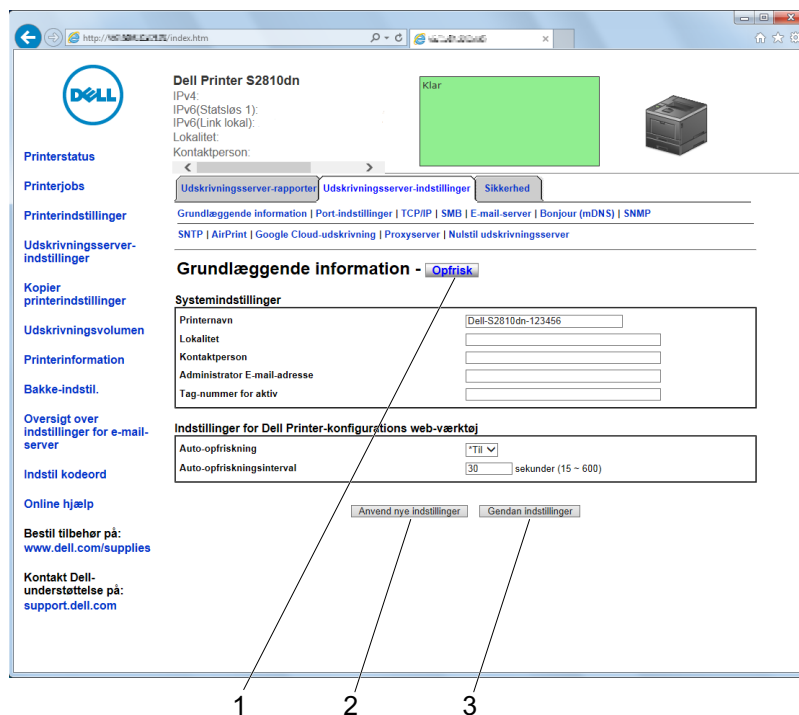 http://
/index.htm
DELL
Dell Printer S2810dn
IPv4:
IPv6(Statsløs 1):
IPv6(Link lokal):
Lokalitet:
Kontaktperson:
Klar
Printerstatus
Printerjobs
Printerindstillinger
Udskrivningsserver-
indstillinger
Kopier
printerindstillinger
Udskrivningsvolumen
Printerinformation
Bakke-indstil.
Oversigt over
indstillinger for e-mail-
server
Indstil kodeord
Online hjælp
Bestil tilbehør på:
www.dell.com/supplies
Kontakt Dell-
understøttelse på:
support.dell.com
Udskrivningsserver-rapporter Udskrivningsserver-indstillinger Sikkerhed
Grundlæggende information | Port-indstillinger | TCP/IP | SMB | E-mail-server | Bonjour (mDNS) | SNMP
SNTP | AirPrint | Google Cloud-udskrivning | Proxyserver | Nulstil udskrivningsserver
Grundlæggende information - Opfrisk
Systemindstillinger
Printernavn Dell-S2810dn-123456
Lokalitet
Kontaktperson
Administrator E-mail-adresse
Tag-nummer for aktiv
Indstillinger for Dell Printer-konfigurations web-værktøj
Auto-opfriskning *Til
Auto-opfriskningsinterval 30 sekunder (15 ~ 600)
Anvend nye indstillinger Gendan indstillinger
1 2 3